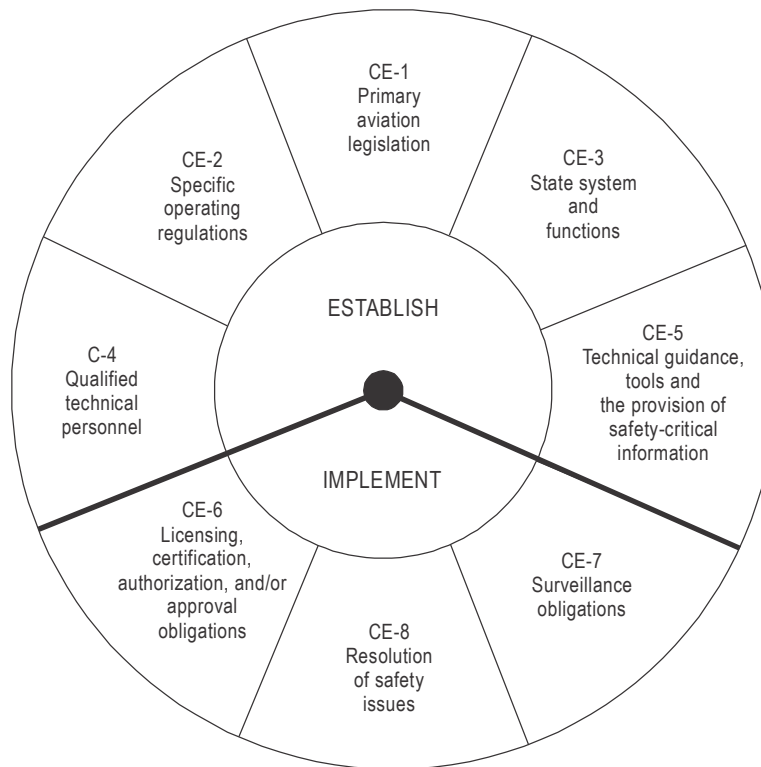 CE-1
Primary
aviation
legislation
CE-2
Specific
operating
regulations
CE-3
State system
and
functions
ESTABLISH
C-4
Qualified
technical
personnel
CE-5
Technical guidance,
tools and
the provision of
safety-critical
information
IMPLEMENT
CE-6
Licensing,
certification,
authorization, and/or
approval
obligations
CE-7
Surveillance
obligations
CE-8
Resolution
of safety
issues